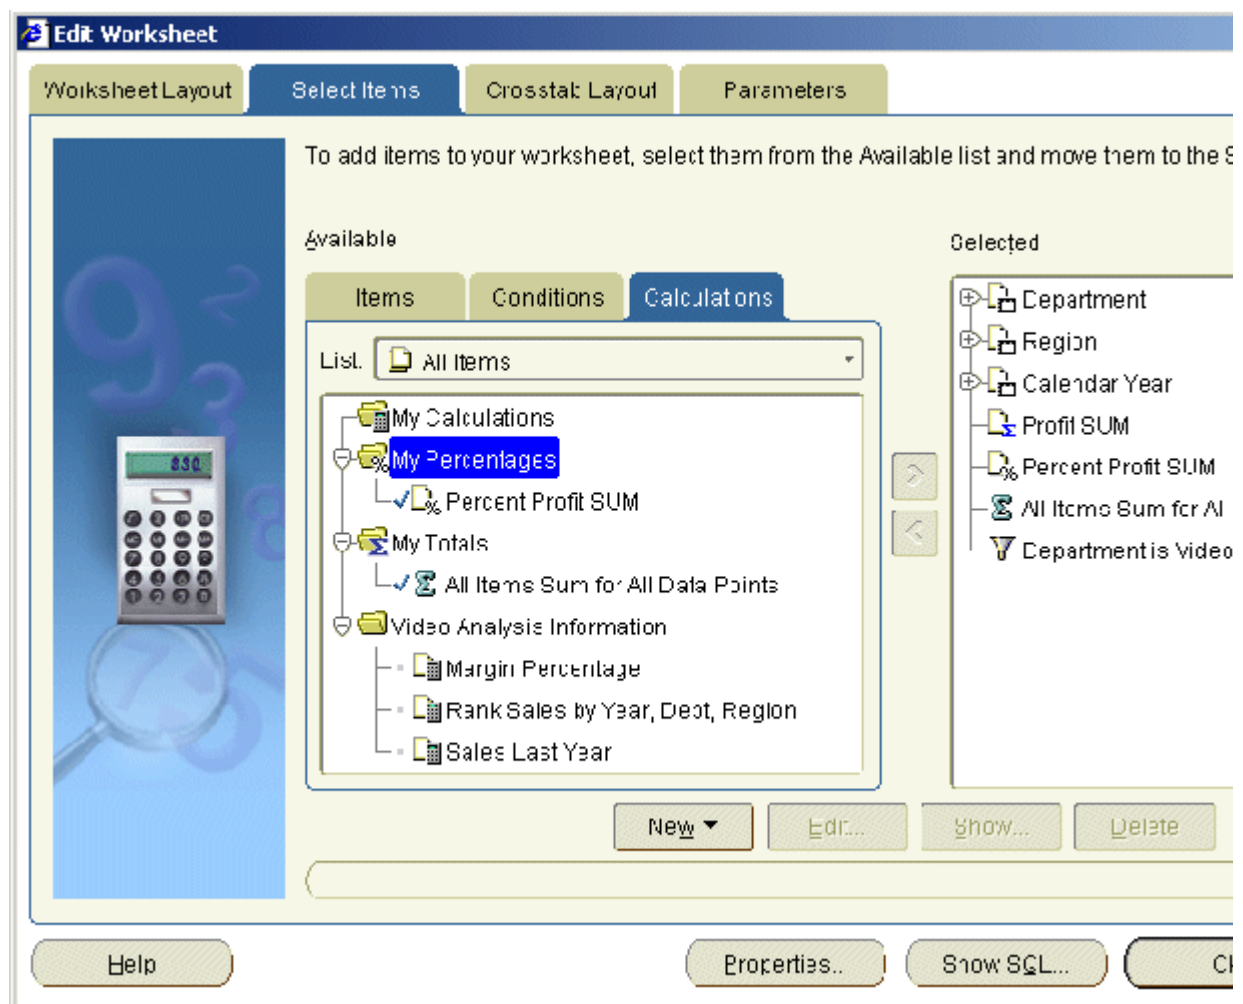 Edit Worksheet
Worksheet Layout
Select Items
Crosstab Layout
Parameters
To add items to your worksheet, select them from the Available list and move them to the S
Available
Selected
Items
Conditions
Calculations
List:
All Items
My Calculations
My Percentages
Percent Profit SUM
My Totals
All Items Sum for All Data Points
Video Analysis Information
Margin Percentage
Rank Sales by Year, Dept, Region
Sales Last Year
Department
Region
Calendar Year
Profit SUM
Percent Profit SUM
All Items Sum for Al
Department is Video
New
Edit...
Show...
Delete
Help
Properties..
Show SQL...